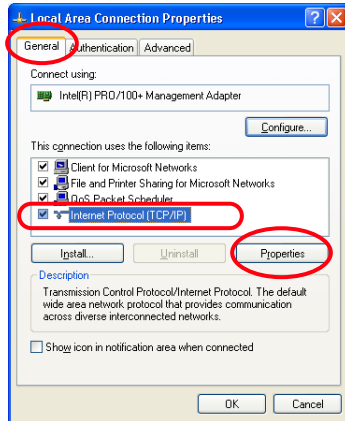 Local Area Connection Properties
General Authentication Advanced
Connect using:
Intel(R) PRO/100+ Management Adapter
Configure...
This connection uses the following items:
Client for Microsoft Networks
File and Printer Sharing for Microsoft Networks
QoS Packet Scheduler
Internet Protocol (TCP/IP)
Install... Uninstall Properties
Description
Transmission Control Protocol/Internet Protocol. The default
wide area network protocol that provides communication
across diverse interconnected networks.
Show icon in notification area when connected
OK Cancel